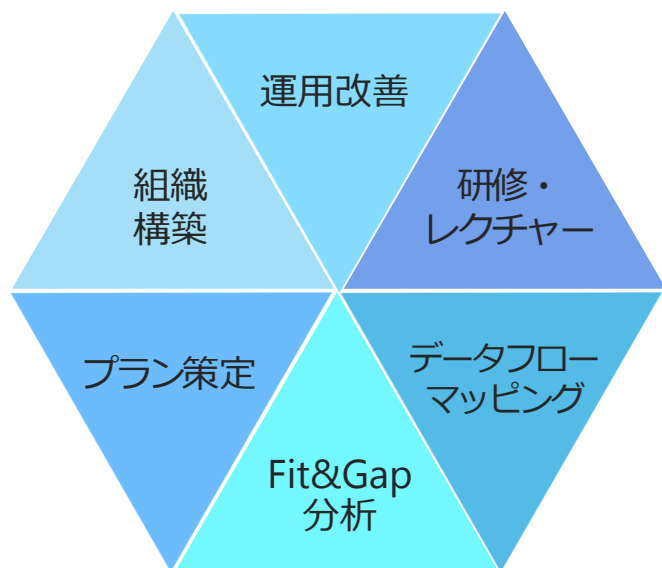 運用改善
組織
構築
研修・
レクチャー
プラン策定
データフロー
マッピング
Fit&Gap
分析